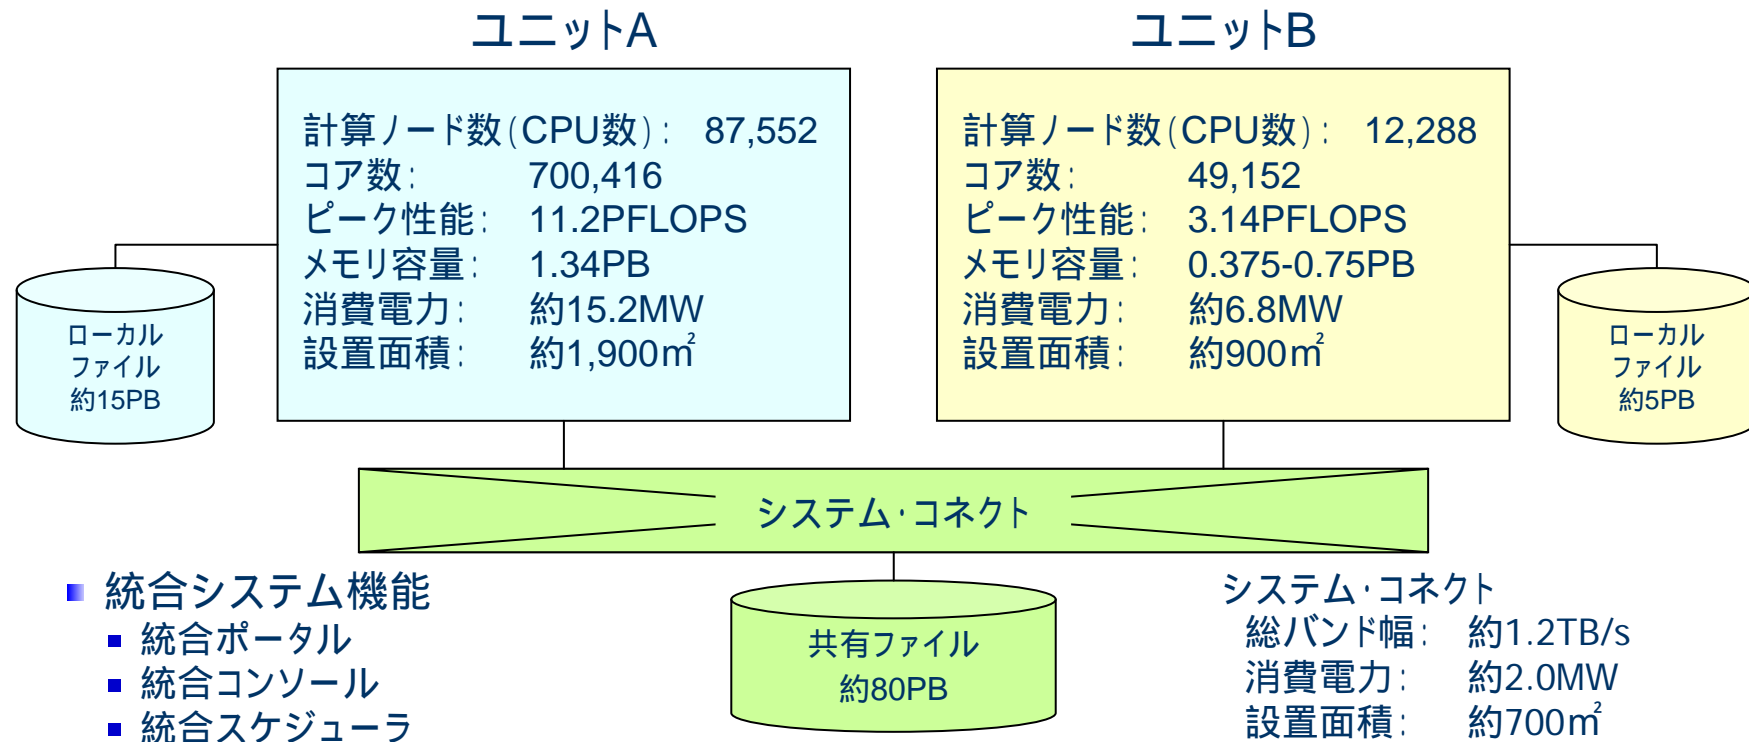 ユニットA
計算ノード数(CPU数): 87,552
コア数: 700,416
ピーク性能: 11.2PFLOPS
メモリ容量: 1.34PB
消費電力: 約15.2MW
設置面積: 約1,900㎡
ローカル
ファイル
約15PB
ユニットB
計算ノード数(CPU数): 12,288
コア数: 49,152
ピーク性能: 3.14PFLOPS
メモリ容量: 0.375-0.75PB
消費電力: 約6.8MW
設置面積: 約900㎡
ローカル
ファイル
約5PB
システム・コネクト
共有ファイル
約80PB
統合システム機能
統合ポータル
統合コンソール
統合スケジューラ
システム・コネクト
総バンド幅: 約1.2TB/s
消費電力: 約2.0MW
設置面積: 約700㎡